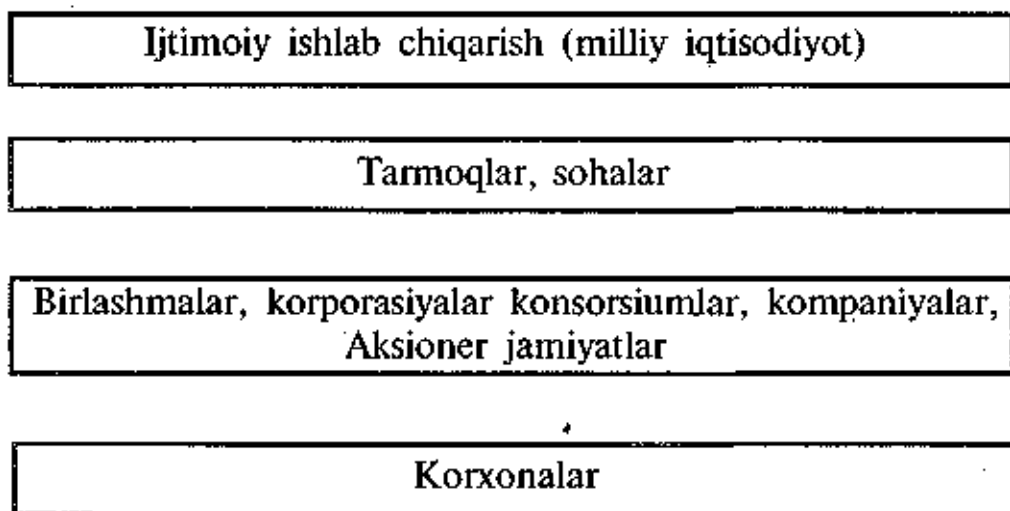 Ijtimoiy ishlab chiqarish (milliy iqtisodiyot)
Tarmoqlar, sohalar
Birlashmalar, korporasiyalar konsorsiumlar, kompaniyalar,
Aksioner jamiyatlar
Korxonalar